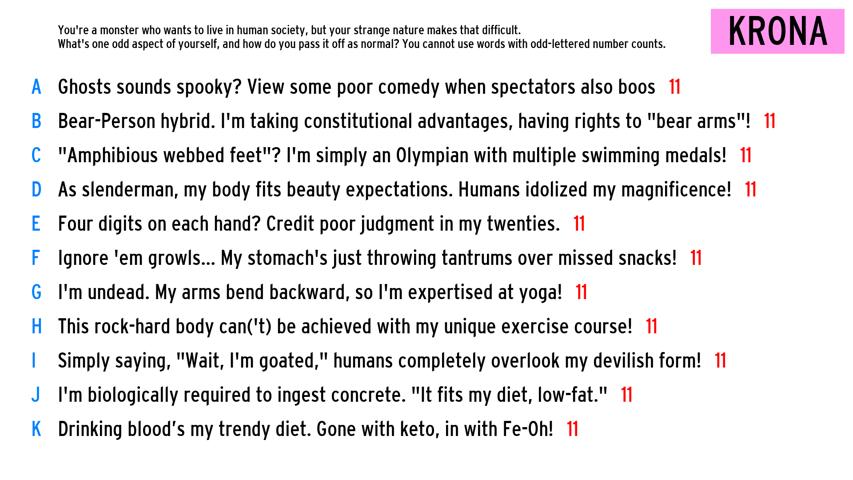 You're a monster who wants to live in human society, but your strange nature makes that difficult.
What's one odd aspect of yourself, and how do you pass it off as normal? You cannot use words with odd-lettered number counts.
KRONA
A Ghosts sounds spooky? View some poor comedy when spectators also boos 11
B Bear-Person hybrid. I'm taking constitutional advantages, having rights to "bear arms"! 11
C "Amphibious webbed feet"? I'm simply an Olympian with multiple swimming medals! 11
D As slenderman, my body fits beauty expectations. Humans idolized my magnificence! 11
E Four digits on each hand? Credit poor judgment in my twenties. 11
F Ignore 'em growls... My stomach's just throwing tantrums over missed snacks! 11
G I'm undead. My arms bend backward, so I'm expertised at yoga! 11
H This rock-hard body can('t) be achieved with my unique exercise course! 11
I Simply saying, "Wait, I'm goated," humans completely overlook my devilish form! 11
J I'm biologically required to ingest concrete. "It fits my diet, low-fat." 11
K Drinking blood's my trendy diet. Gone with keto, in with Fe-Oh! 11